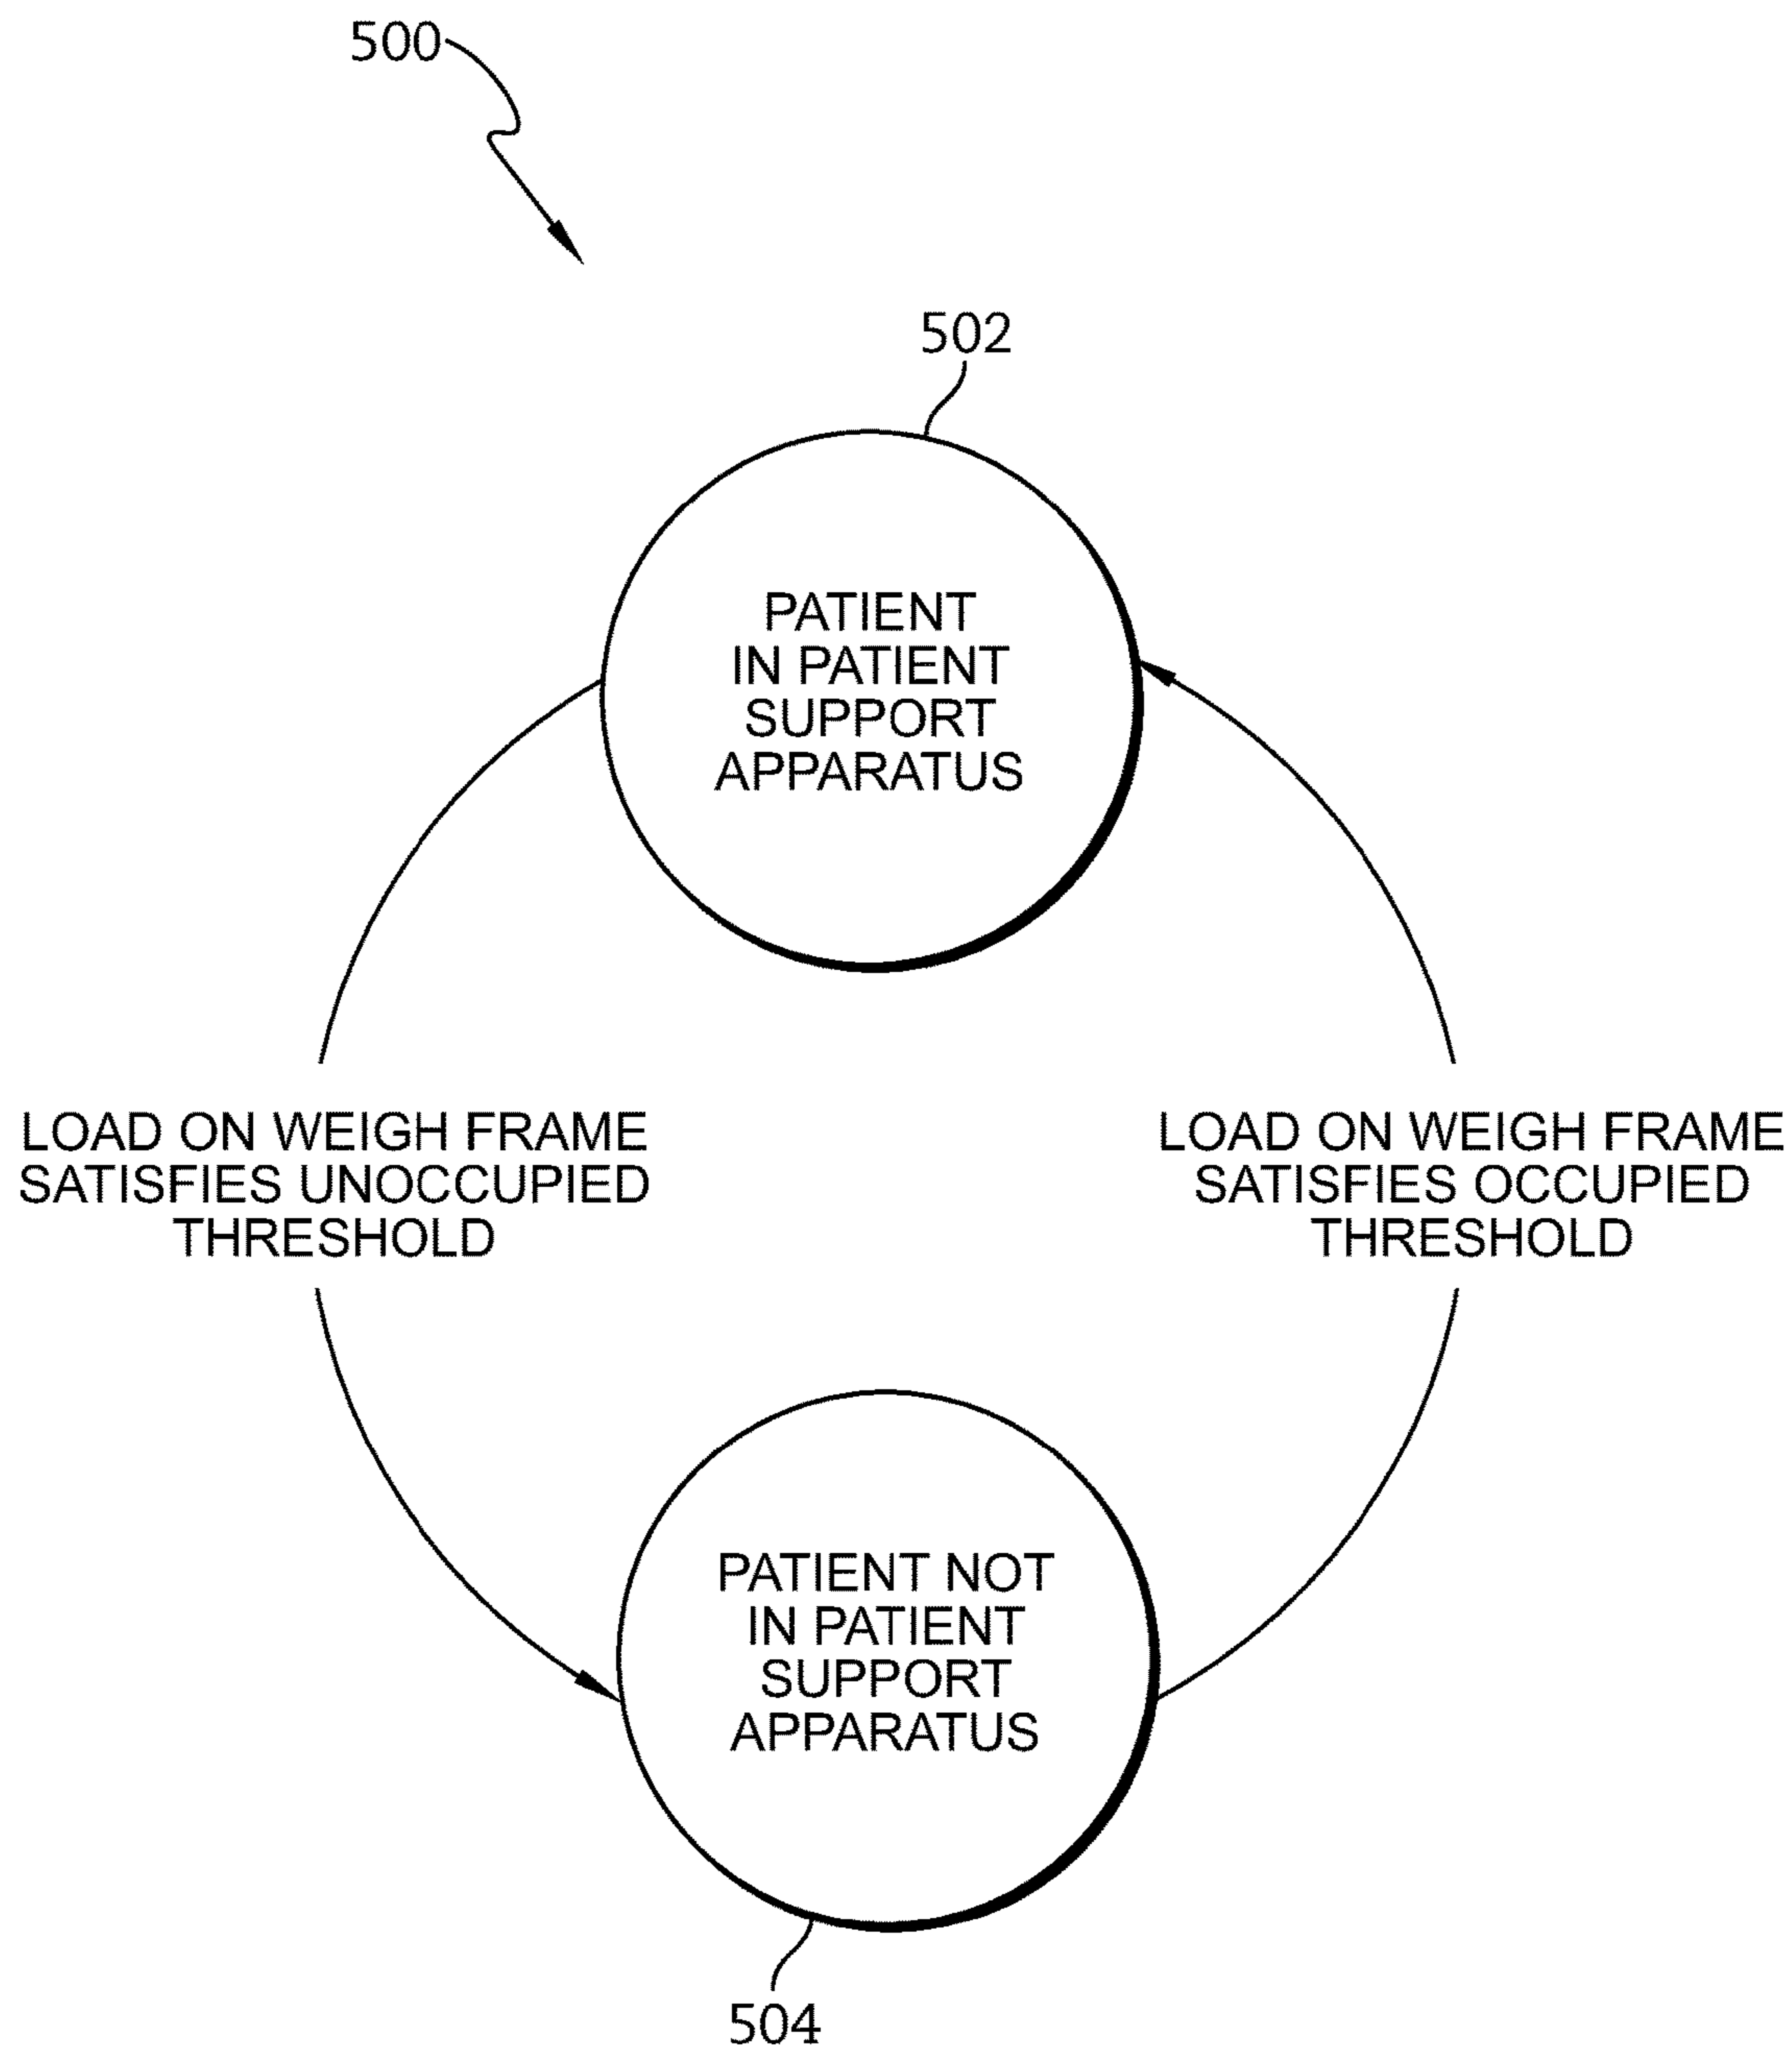 500
502
PATIENT
IN PATIENT
SUPPORT
APPARATUS
LOAD ON WEIGH FRAME
SATISFIES UNOCCUPIED
THRESHOLD
LOAD ON WEIGH FRAME
SATISFIES OCCUPIED
THRESHOLD
PATIENT NOT
IN PATIENT
SUPPORT
APPARATUS
504